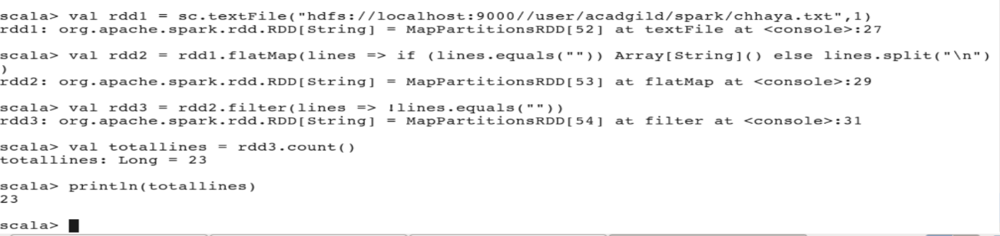 scala> val rdd1 = sc.textFile("hdfs://localhost:9000//user/acadgild/spark/chhaya.txt",1)
rdd1: org.apache.spark.rdd.RDD[String] = MapPartitionsRDD[52] at textFile at <console>:27
scala> val rdd2 = rdd1.flatMap(lines => if (lines.equals("")) Array[String]() else lines.split("\n")
)
rdd2: org.apache.spark.rdd.RDD[String] = MapPartitionsRDD[53] at flatMap at <console>:29
scala> val rdd3 = rdd2.filter(lines => !lines.equals(""))
rdd3: org.apache.spark.rdd.RDD[String] = MapPartitionsRDD[54] at filter at <console>:31
scala> val totallines = rdd3.count()
totallines: Long = 23
scala> println(totallines)
23
scala>